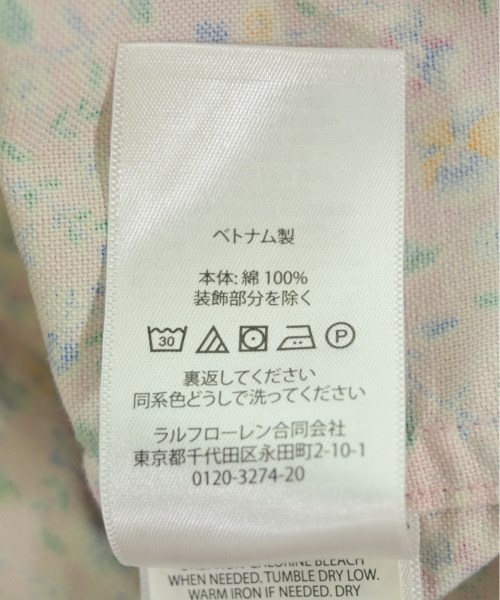 ベトナム製
本体: 綿 100%
装飾部分を除く
30
P
裏返してください
同系色どうしで洗ってください
ラルフローレン合同会社
東京都千代田区永田町2-10-1
0120-3274-20
CHLORINE BLEACH
WHEN NEEDED. TUMBLE DRY LOW.
WARM IRON IF NEEDED. DRY